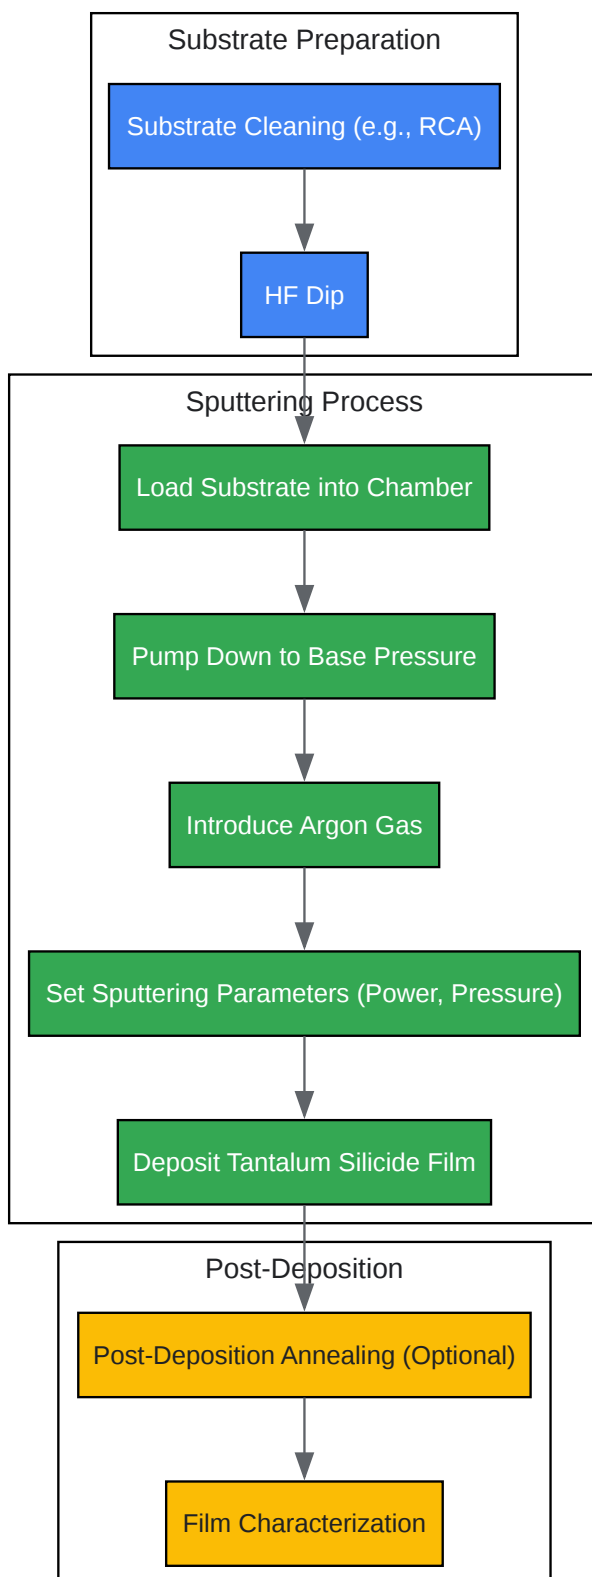 Substrate Preparation
Substrate Cleaning (e.g., RCA)
HF Dip
Sputtering Process
Load Substrate into Chamber
Pump Down to Base Pressure
Introduce Argon Gas
Set Sputtering Parameters (Power, Pressure)
Deposit Tantalum Silicide Film
Post-Deposition
Post-Deposition Annealing (Optional)
Film Characterization